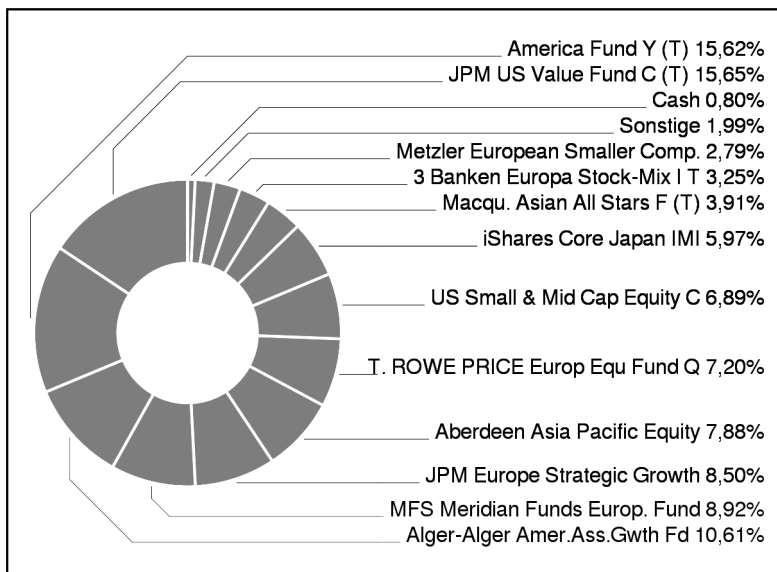 America Fund Y (T) 15,62%
JPM US Value Fund C (T) 15,65%
Cash 0,80%
Sonstige 1,99%
Metzler European Smaller Comp. 2,79%
3 Banken Europa Stock-Mix I T 3,25%
Macqu. Asian All Stars F (T) 3,91%
iShares Core Japan IMI 5,97%
US Small & Mid Cap Equity C 6,89%
T. ROWE PRICE Europ Equ Fund Q 7,20%
Aberdeen Asia Pacific Equity 7,88%
JPM Europe Strategic Growth 8,50%
MFS Meridian Funds Europ. Fund 8,92%
Alger-Alger Amer.Ass.Gwth Fd 10,61%